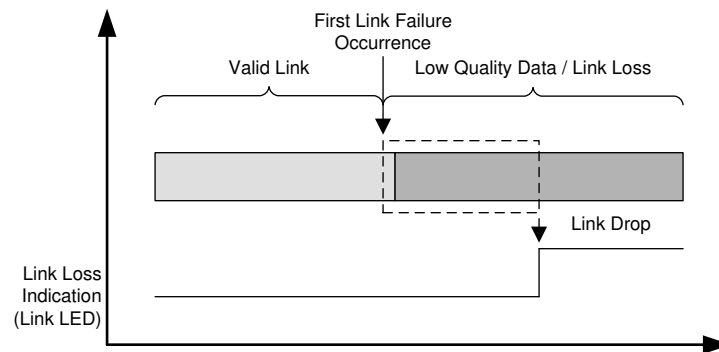 First Link Failure
Occurrence
Valid Link
Low Quality Data / Link Loss
Link Drop
Link Loss
Indication
(Link LED)